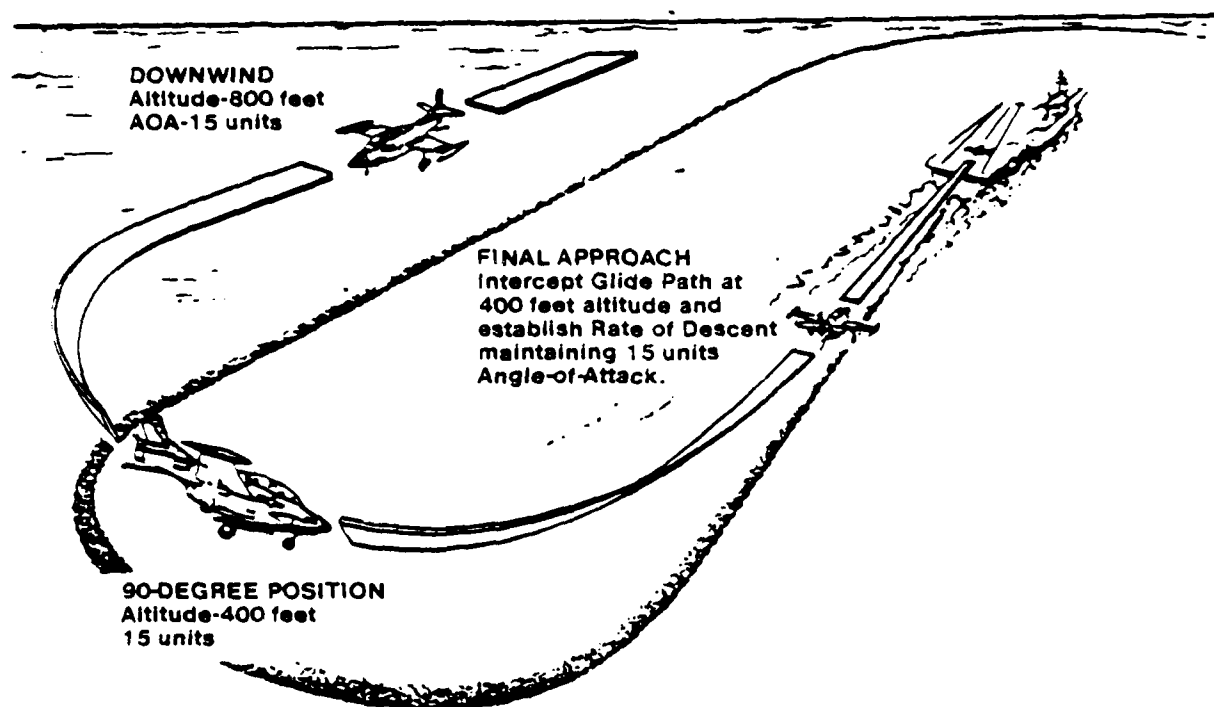 DOWNWIND
Altitude-800 feet
AOA-15 units
FINAL APPROACH
Intercept Glide Path at
400 feet altitude and
establish Rate of Descent
maintaining 15 units
Angle-of-Attack.
90-DEGREE POSITION
Altitude-400 feet
15 units